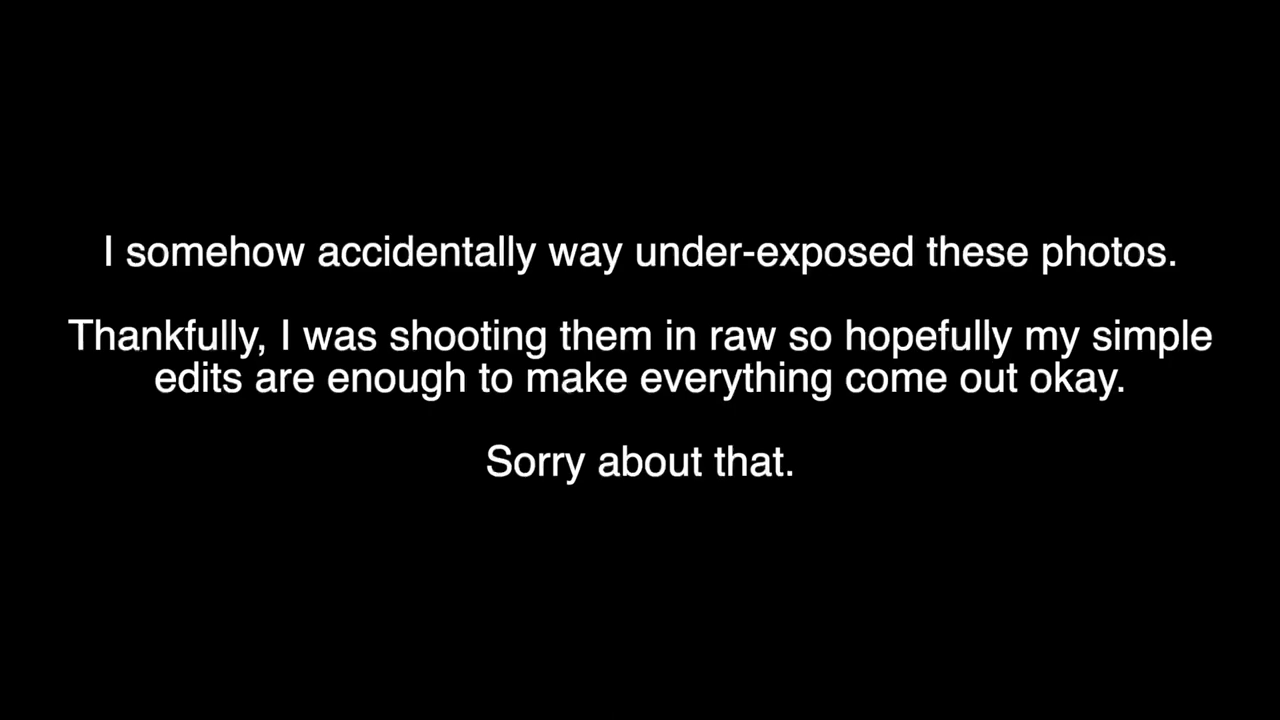 I somehow accidentally way under-exposed these photos.
Thankfully, I was shooting them in raw so hopefully my simple
edits are enough to make everything come out okay.
Sorry about that.